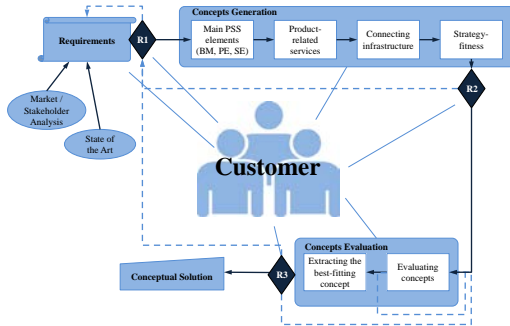 Concepts Generation
Requirements
R1
Main PSS
elements
(BM, PE, SE)
Product-
related
services
Connecting
infrastructure
Strategy-
fitness
R2
Market /
Stakeholder
Analysis
State of
the Art
Customer
Concepts Evaluation
Conceptual Solution
R3
Extracting the
best-fitting
concept
Evaluating
concepts